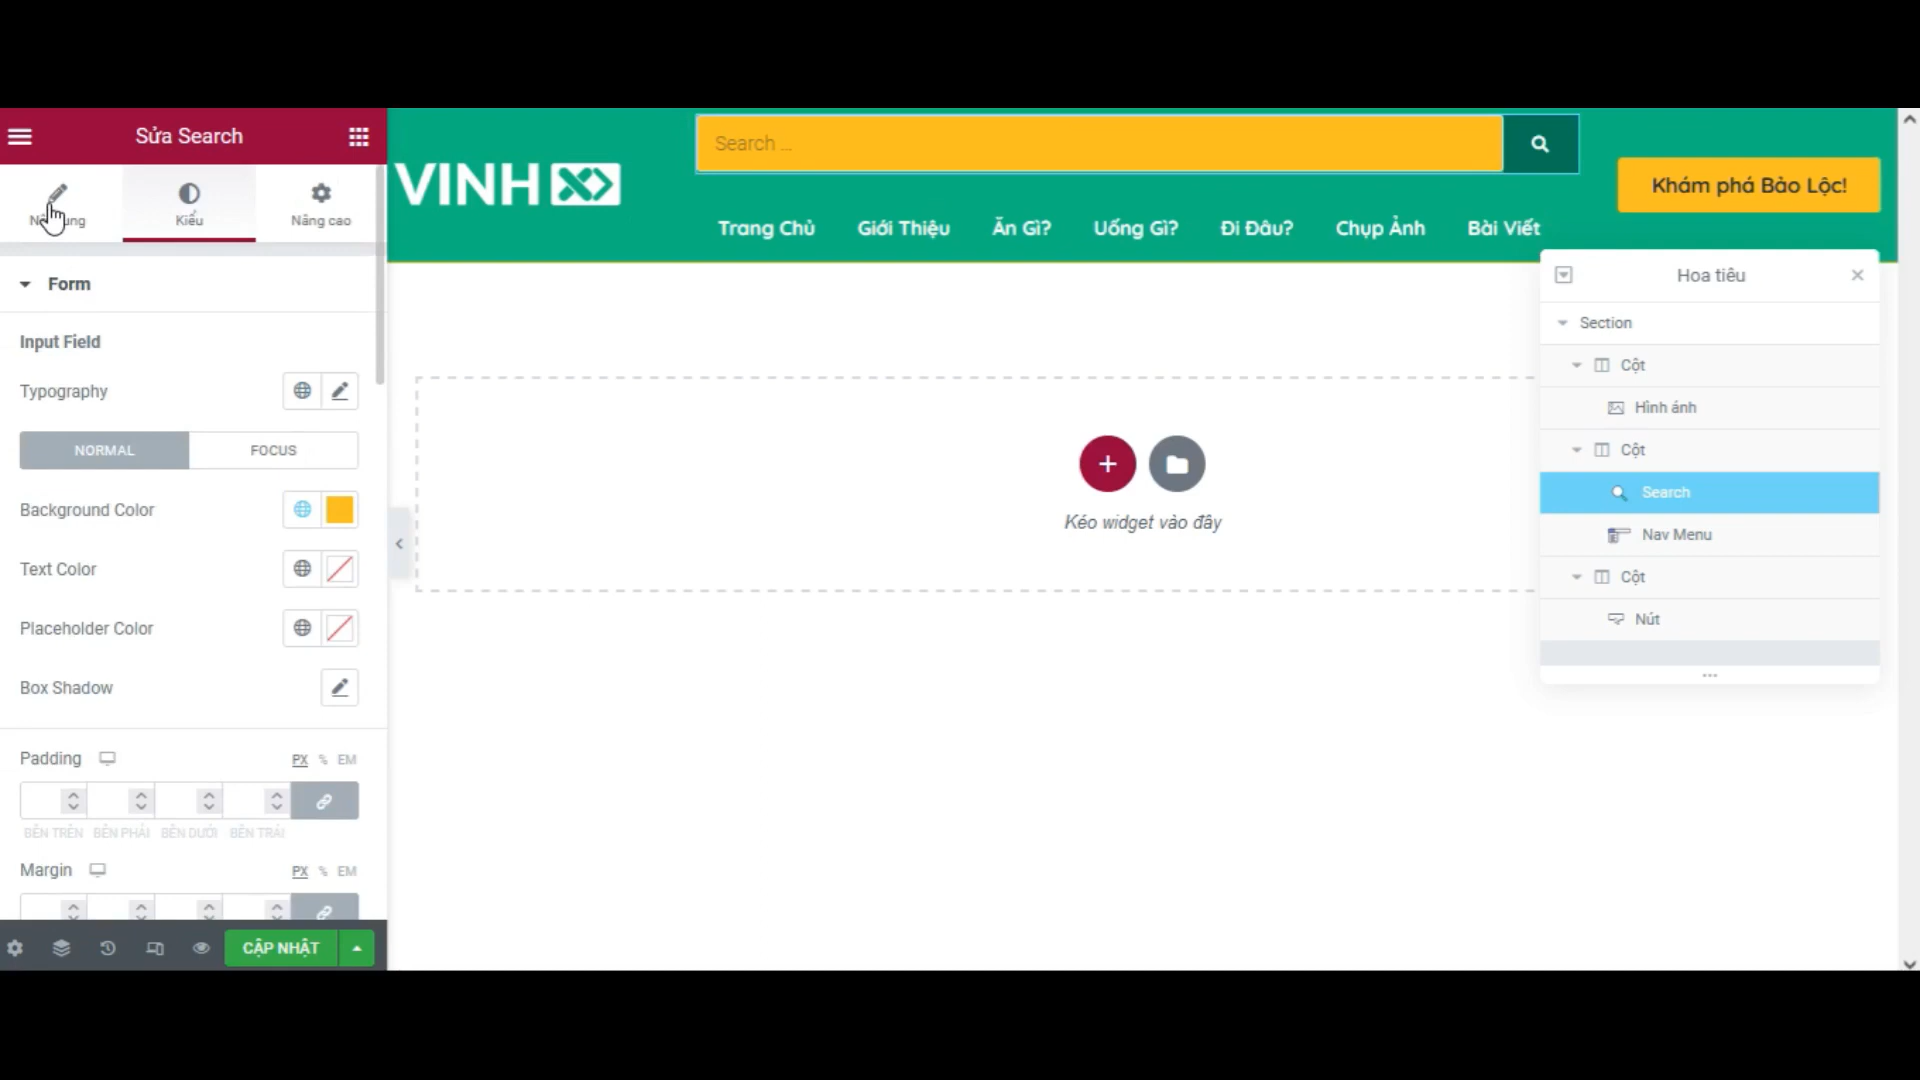 Sửa Search
Kiểu
Nâng cao
Form
Input Field
Typography
NORMAL
FOCUS
Background Color
Text Color
Placeholder Color
Box Shadow
Padding
PX % EM
BÊN TRÊN BÊN PHẢI BÊN DƯỚI BÊN TRÁI
Margin
PX % EM
CẬP NHẬT
VINH
Search ...
Khám phá Bảo Lộc!
Trang Chủ
Giới Thiệu
Ăn Gì?
Uống Gì?
Đi Đâu?
Chụp Ảnh
Bài Viết
Kéo widget vào đây
Hoa tiêu
Section
Cột
Hình ảnh
Cột
Search
Nav Menu
Cột
Nút